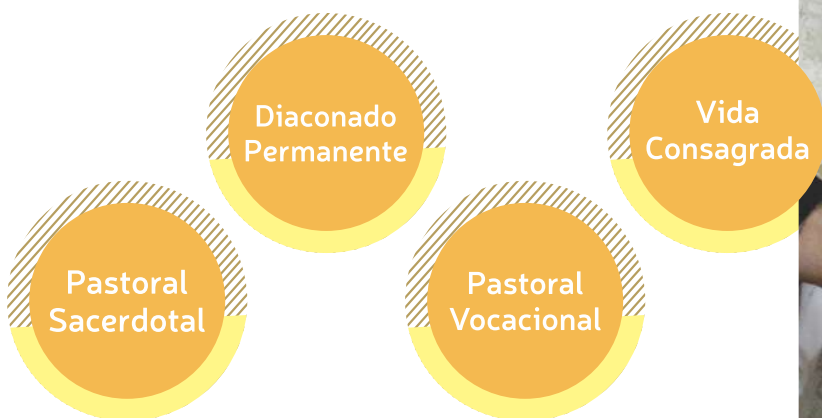 Diaconado
Permanente
Vida
Consagrada
Pastoral
Sacerdotal
Pastoral
Vocacional